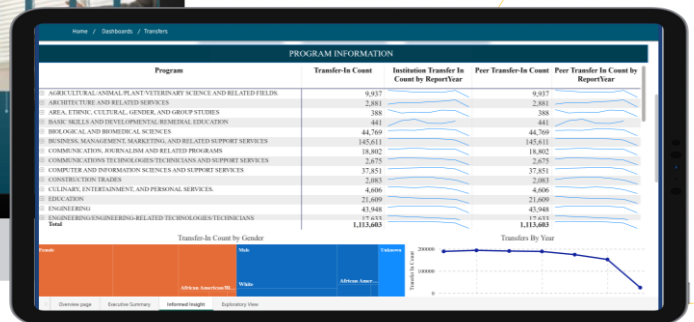 Home / Dashboards / Transfers
PROGRAM INFORMATION
Program Transfer-In Count Institution Transfer In Count by ReportYear Peer Transfer-In Count Peer Transfer-In Count by ReportYear
AGRICULTURAL/ANIMAL/PLANT/VETERINARY SCIENCE AND RELATED FIELDS. 9,937 9,937
ARCHITECTURE AND RELATED SERVICES 2,881 2,881
AREA, ETHNIC, CULTURAL, GENDER, AND GROUP STUDIES 388 388
BASIC SKILLS AND DEVELOPMENTAL/REMEDIAL EDUCATION 441 441
BIOLOGICAL AND BIOMEDICAL SCIENCES 44,769 44,769
BUSINESS, MANAGEMENT, MARKETING, AND RELATED SUPPORT SERVICES 145,611 145,611
COMMUNICATION, JOURNALISM AND RELATED PROGRAMS 18,802 18,802
COMMUNICATIONS TECHNOLOGIES/TECHNICIANS AND SUPPORT SERVICES 2,675 2,675
COMPUTER AND INFORMATION SCIENCES AND SUPPORT SERVICES 37,851 37,851
CONSTRUCTION TRADES 2,083 2,083
CULINARY, ENTERTAINMENT, AND PERSONAL SERVICES. 4,606 4,606
EDUCATION 21,609 21,609
ENGINEERING 43,948 43,948
ENGINEERING/ENGINEERING-RELATED TECHNOLOGIES/TECHNICIANS 17,633 17,633
Total 1,113,603 1,113,603
Transfer-In Count by Gender
Female Male Unknown
African American/Bl... White African Amer...
Transfers By Year
Transfer-In Count
200000
100000
0
Overview page Executive Summary Informed Insight Exploratory View